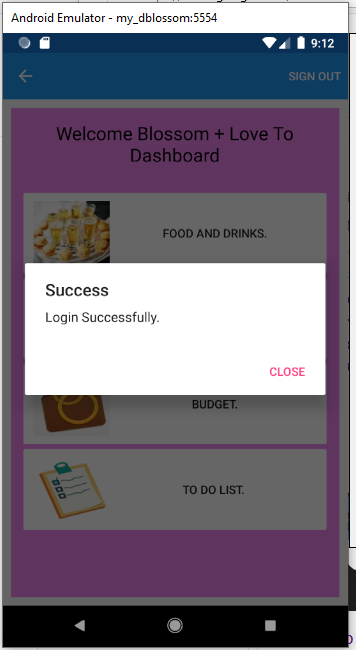 Android Emulator - my_dblossom:5554
9:12
SIGN OUT
Welcome Blossom + Love To
Dashboard
FOOD AND DRINKS.
Success
Login Successfully.
CLOSE
BUDGET.
TO DO LIST.